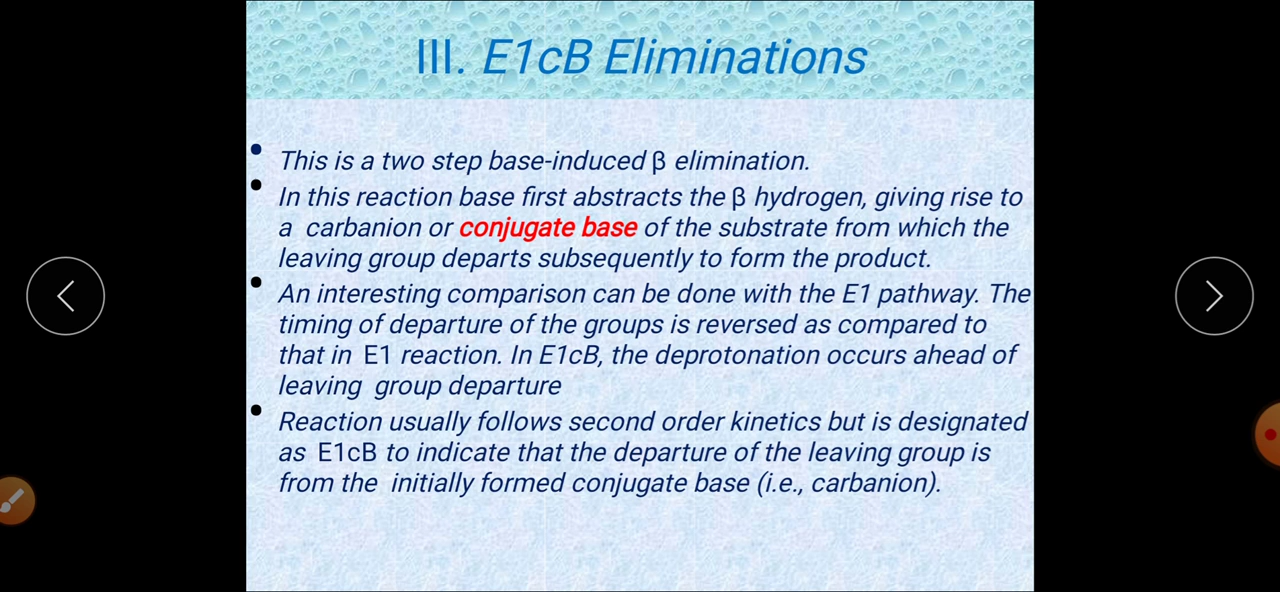 III. E1cB Eliminations
• This is a two step base-induced β elimination.
• In this reaction base first abstracts the β hydrogen, giving rise to
a carbanion or conjugate base of the substrate from which the
leaving group departs subsequently to form the product.
• An interesting comparison can be done with the E1 pathway. The
timing of departure of the groups is reversed as compared to
that in E1 reaction. In E1cB, the deprotonation occurs ahead of
leaving group departure
• Reaction usually follows second order kinetics but is designated
as E1cB to indicate that the departure of the leaving group is
from the initially formed conjugate base (i.e., carbanion).